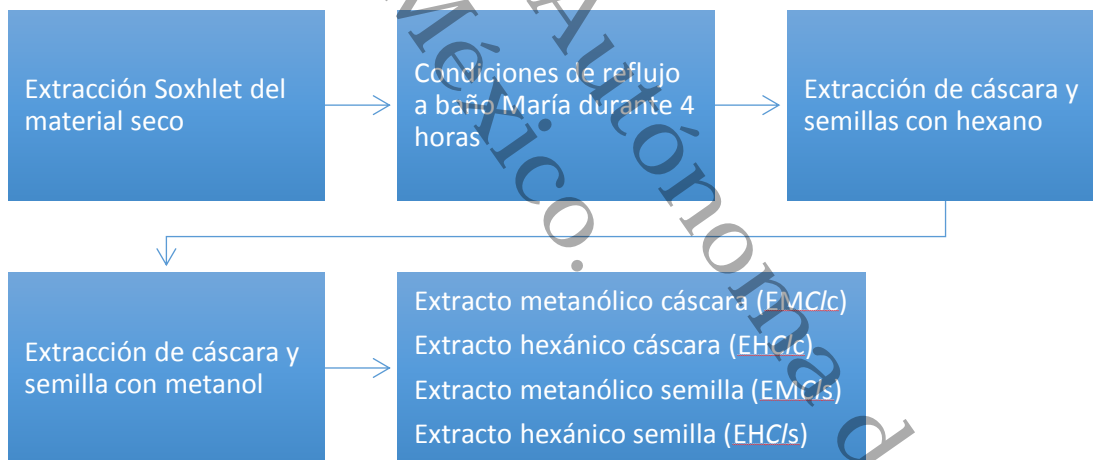 Extracción Soxhlet del
material seco
Condiciones de reflujo
a baño María durante 4
horas
Extracción de cáscara y
semillas con hexano
Extracción de cáscara y
semilla con metanol
Extracto metanólico cáscara (EMClc)
Extracto hexánico cáscara (EHClc)
Extracto metanólico semilla (EMCls)
Extracto hexánico semilla (EHCls)
Autónoma d
México.